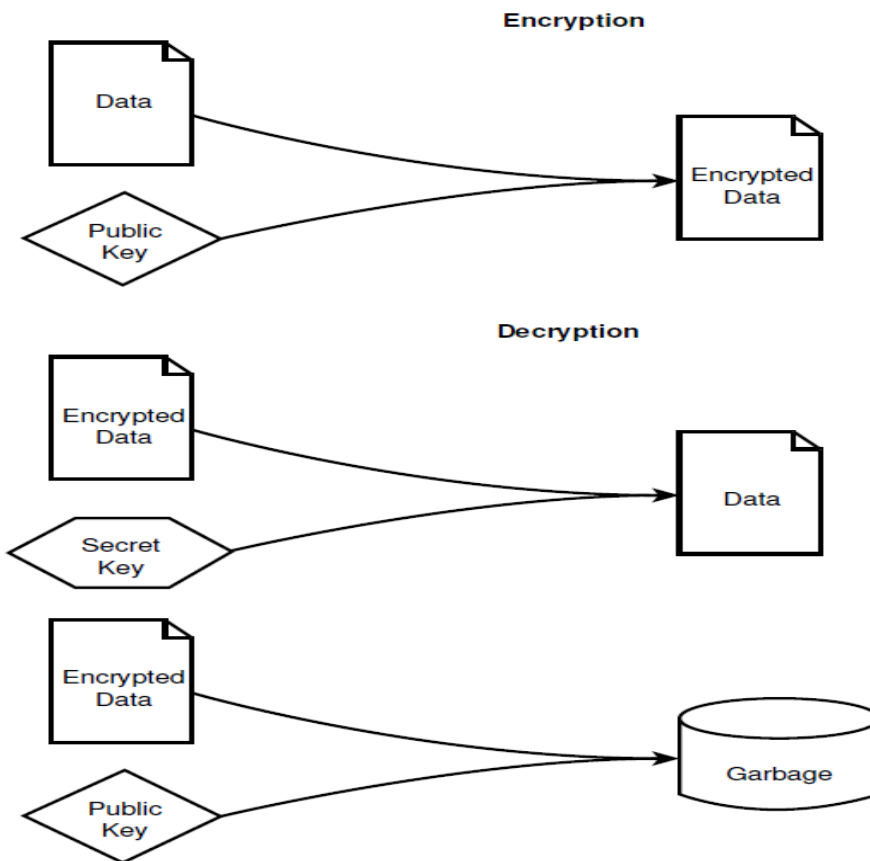 Encryption
Data
Public
Key
Encrypted
Data
Decryption
Encrypted
Data
Secret
Key
Data
Encrypted
Data
Public
Key
Garbage